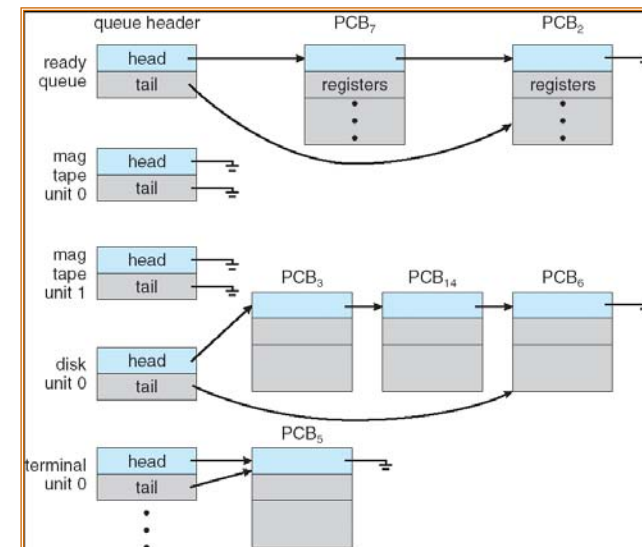 queue header PCB₇ PCB₂
ready queue
head
tail
registers
registers
mag tape unit 0
head
tail
mag tape unit 1
head
tail
PCB₃ PCB₁₄ PCB₆
disk unit 0
head
tail
PCB₅
terminal unit 0
head
tail